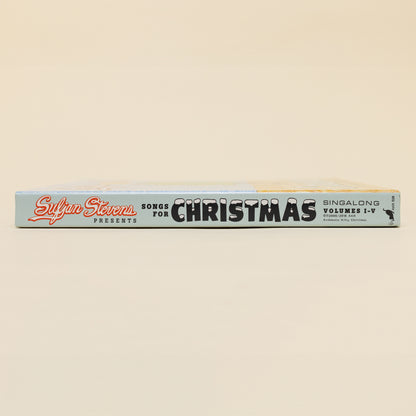 Sufjan Stevens
PRESENTS
SONGS
FOR
CHRISTMAS
SINGALONG
VOLUMES I-V